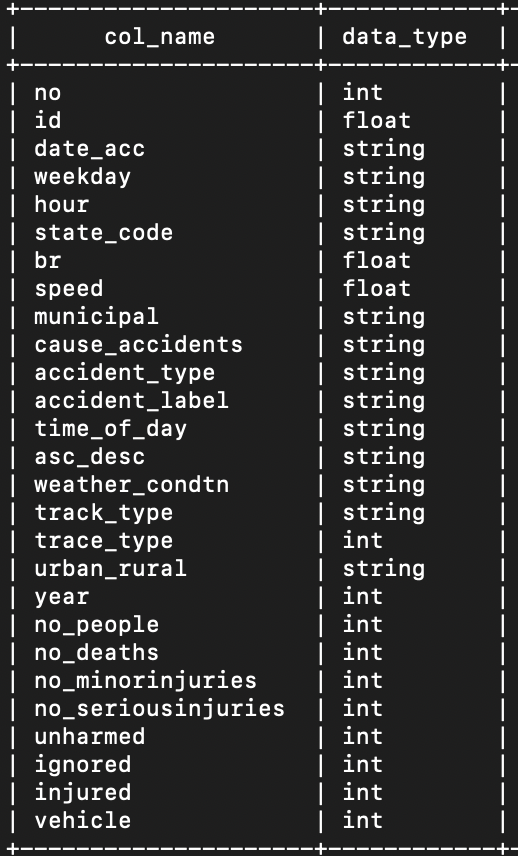 +----------------------+-------------+-
|       col_name       |  data_type  |
+----------------------+-------------+-
| no                   | int         |
| id                   | float       |
| date_acc             | string      |
| weekday              | string      |
| hour                 | string      |
| state_code           | string      |
| br                   | float       |
| speed                | float       |
| municipal            | string      |
| cause_accidents      | string      |
| accident_type        | string      |
| accident_label       | string      |
| time_of_day          | string      |
| asc_desc             | string      |
| weather_condtn       | string      |
| track_type           | string      |
| trace_type           | int         |
| urban_rural          | string      |
| year                 | int         |
| no_people            | int         |
| no_deaths            | int         |
| no_minorinjuries     | int         |
| no_seriousinjuries   | int         |
| unharmed             | int         |
| ignored              | int         |
| injured              | int         |
| vehicle              | int         |
+----------------------+-------------+-